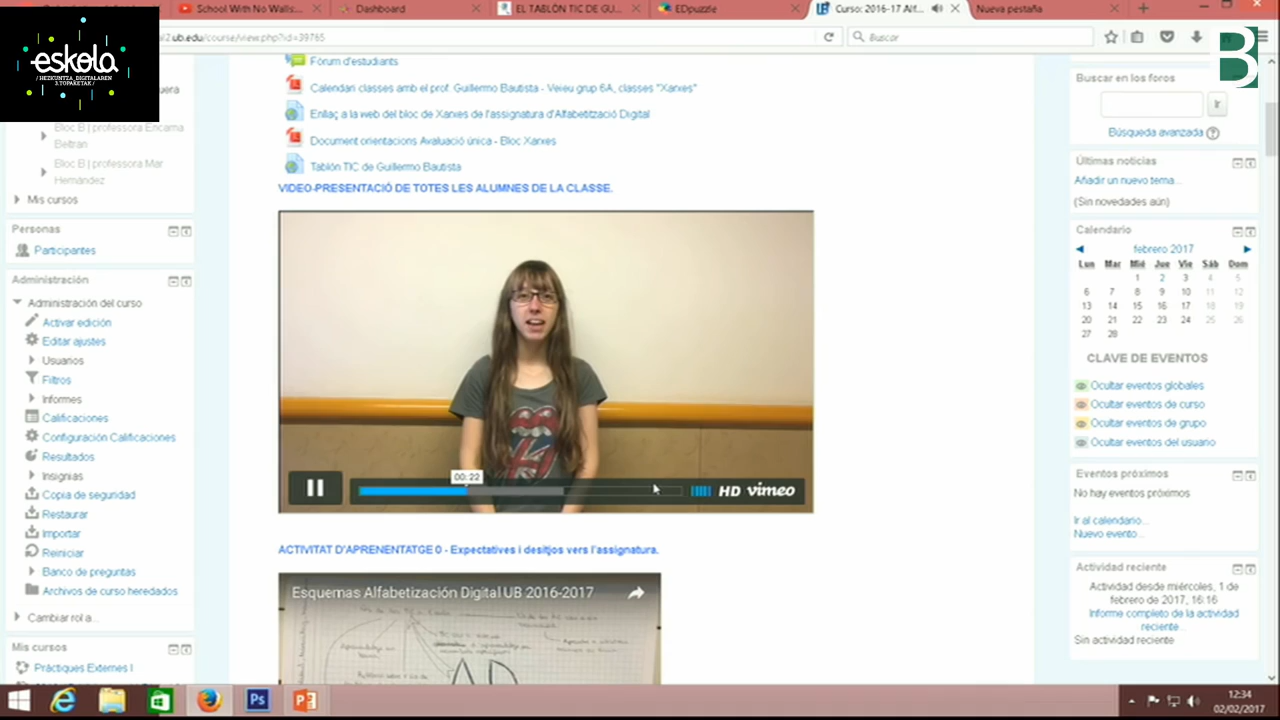 School With No Walls:...
Dashboard
EL TABLÓN TIC DE GU...
EDpuzzle
Curso: 2016-17 Alf...
Nueva pestaña
2.ub.edu/course/view.php?id=39765
Buscar
eskola
/ HEZKUNTZA_DIGITALAREN
3.TOPAKETAK /
B
Bloc B | professora Encarna
Beltran
Bloc B | professora Mar
Hernández
Mis cursos
Personas
Participantes
Administración
Administración del curso
Activar edición
Editar ajustes
Usuarios
Filtros
Informes
Calificaciones
Configuración Calificaciones
Resultados
Insignias
Copia de seguridad
Restaurar
Importar
Reiniciar
Banco de preguntas
Archivos de curso heredados
Cambiar rol a...
Mis cursos
Pràctiques Externes I
Fòrum d'estudiants
Calendari classes amb el prof. Guillermo Bautista - Veieu grup 6A, classes "Xarxes"
Enllaç a la web del bloc de Xarxes de l'assignatura d'Alfabetització Digital
Document orientacions Avaluació única - Bloc Xarxes
Tablón TIC de Guillermo Bautista
VIDEO-PRESENTACIÓ DE TOTES LES ALUMNES DE LA CLASSE.
00:22
HD vimeo
ACTIVITAT D'APRENENTATGE 0 - Expectatives i desitjos vers l'assignatura.
Esquemas Alfabetización Digital UB 2016-2017
Buscar en los foros
Ir
Búsqueda avanzada
Últimas noticias
Añadir un nuevo tema...
(Sin novedades aún)
Calendario
febrero 2017
Lun Mar Mié Jue Vie Sáb Dom
1 2 3 4 5
6 7 8 9 10 11 12
13 14 15 16 17 18 19
20 21 22 23 24 25 26
27 28
CLAVE DE EVENTOS
Ocultar eventos globales
Ocultar eventos de curso
Ocultar eventos de grupo
Ocultar eventos del usuario
Eventos próximos
No hay eventos próximos
Ir al calendario...
Nuevo evento...
Actividad reciente
Actividad desde miércoles, 1 de
febrero de 2017, 16:16
Informe completo de la actividad
reciente...
Sin actividad reciente
Ps
12:34
02/02/2017